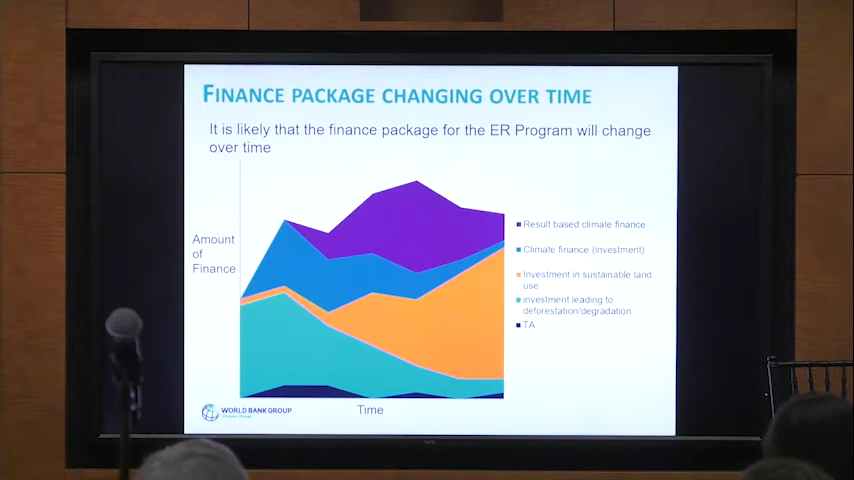 FINANCE PACKAGE CHANGING OVER TIME
It is likely that the finance package for the ER Program will change
over time
Amount
of
Finance
Result based climate finance
Climate finance (investment)
Investment in sustainable land
use
investment leading to
deforestation/degradation
TA
Time
WORLD BANK GROUP